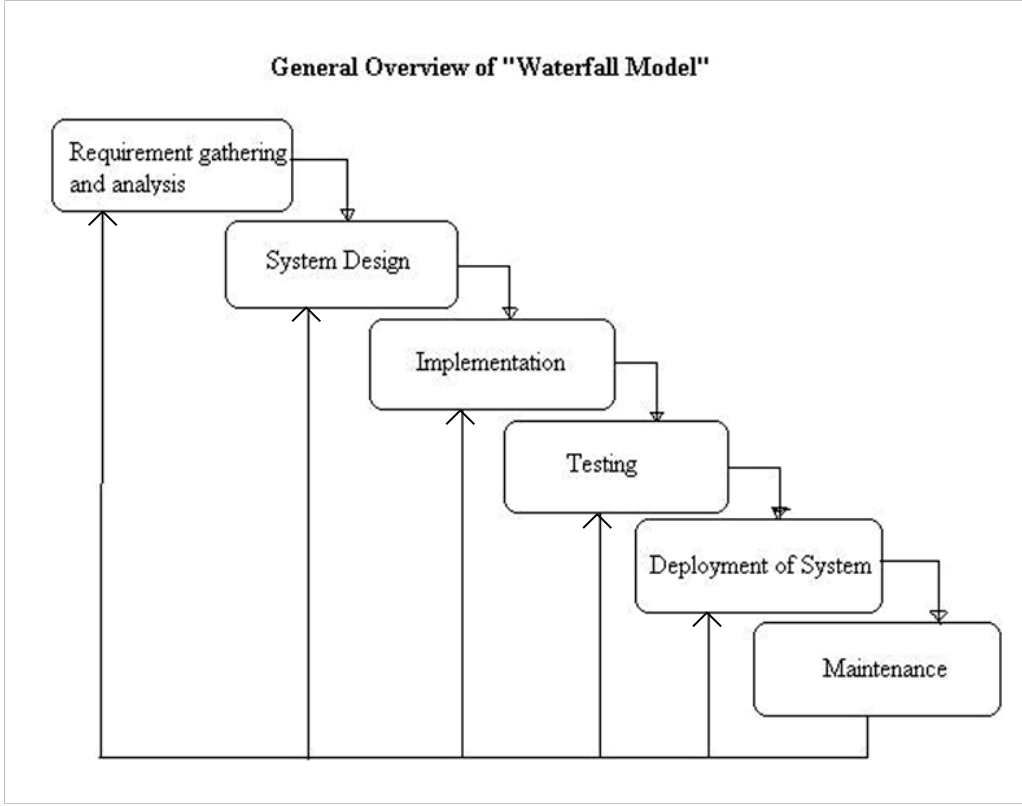 General Overview of "Waterfall Model"
Requirement gathering
and analysis
System Design
Implementation
Testing
Deployment of System
Maintenance